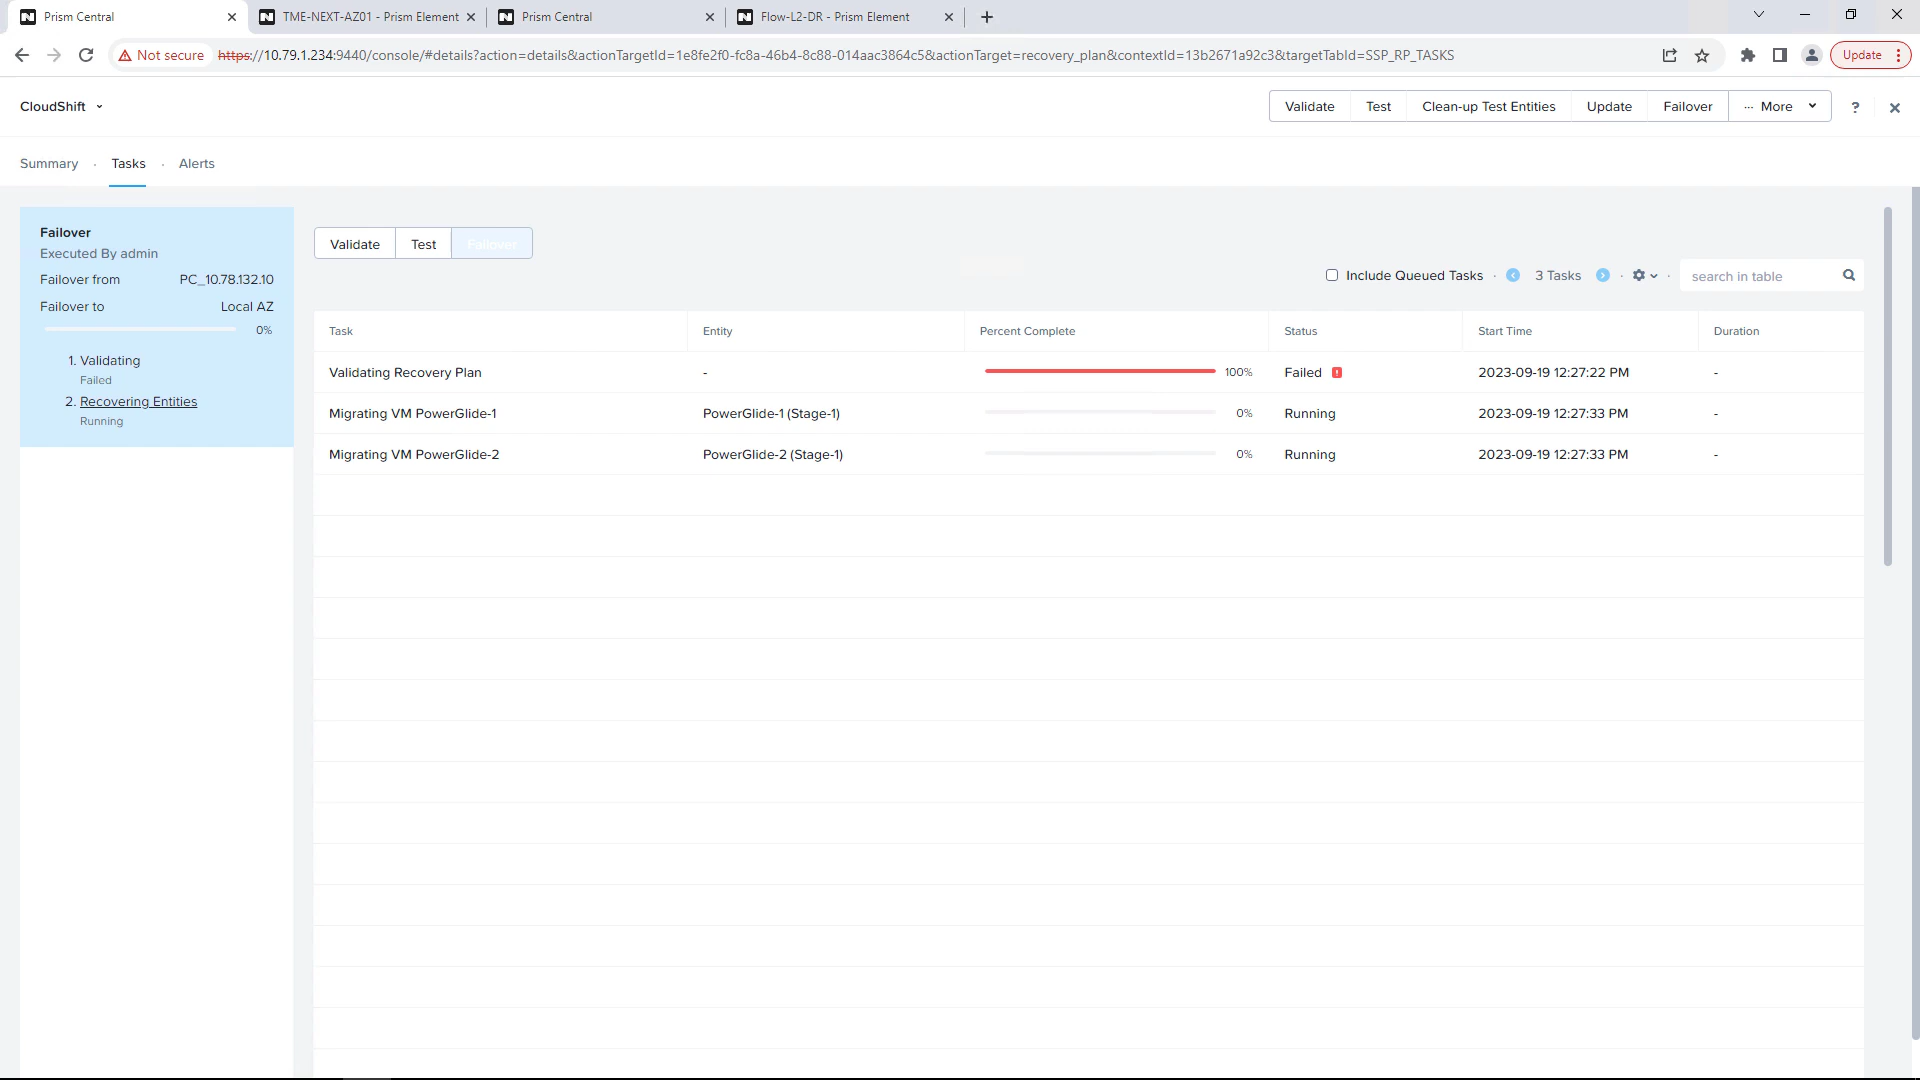 Prism Central
TME-NEXT-AZ01 - Prism Element
Prism Central
Flow-L2-DR - Prism Element
Not secure
https://10.79.1.234:9440/console/#details?action=details&actionTargetId=1e8fe2f0-fc8a-46b4-8c88-014aac3864c5&actionTarget=recovery_plan&contextId=13b2671a92c3&targetTabId=SSP_RP_TASKS
Update
CloudShift
Validate
Test
Clean-up Test Entities
Update
Failover
··· More
?
Summary · Tasks · Alerts
Failover
Executed By admin
Failover from PC_10.78.132.10
Failover to Local AZ
0%
1. Validating
Failed
2. Recovering Entities
Running
Validate
Test
Failover
Include Queued Tasks · 3 Tasks · · search in table
Task Entity Percent Complete Status Start Time Duration
Validating Recovery Plan - 100% Failed 2023-09-19 12:27:22 PM -
Migrating VM PowerGlide-1 PowerGlide-1 (Stage-1) 0% Running 2023-09-19 12:27:33 PM -
Migrating VM PowerGlide-2 PowerGlide-2 (Stage-1) 0% Running 2023-09-19 12:27:33 PM -